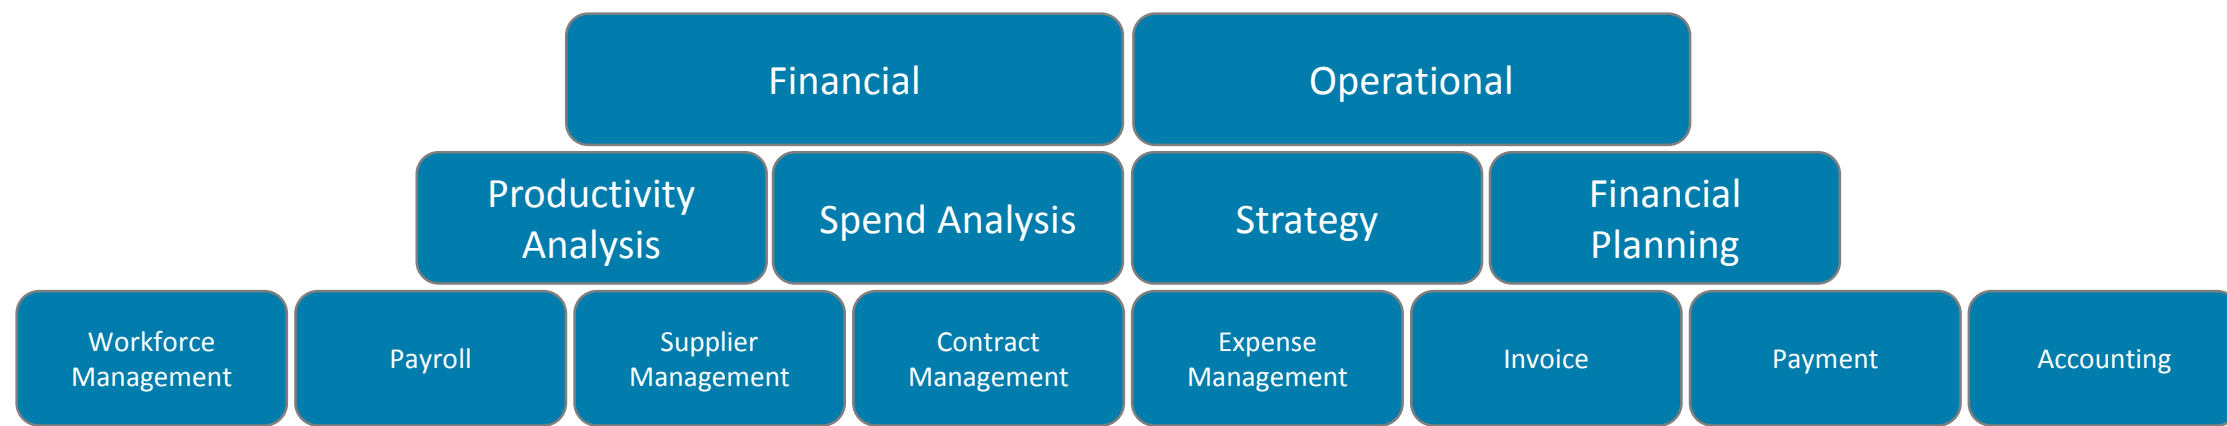 Financial
Operational
Productivity
Analysis
Spend Analysis
Strategy
Financial
Planning
Workforce
Management
Payroll
Supplier
Management
Contract
Management
Expense
Management
Invoice
Payment
Accounting